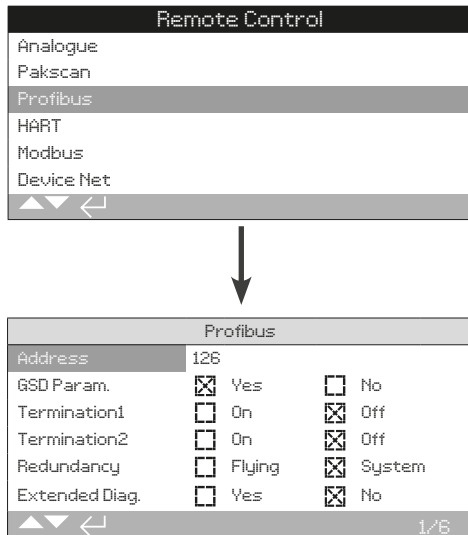 Remote Control
Analogue
Pakscan
Profibus
HART
Modbus
Device Net
Profibus
Address 126
GSD Param. Yes No
Termination1 On Off
Termination2 On Off
Redundancy Flying System
Extended Diag. Yes No
1/6